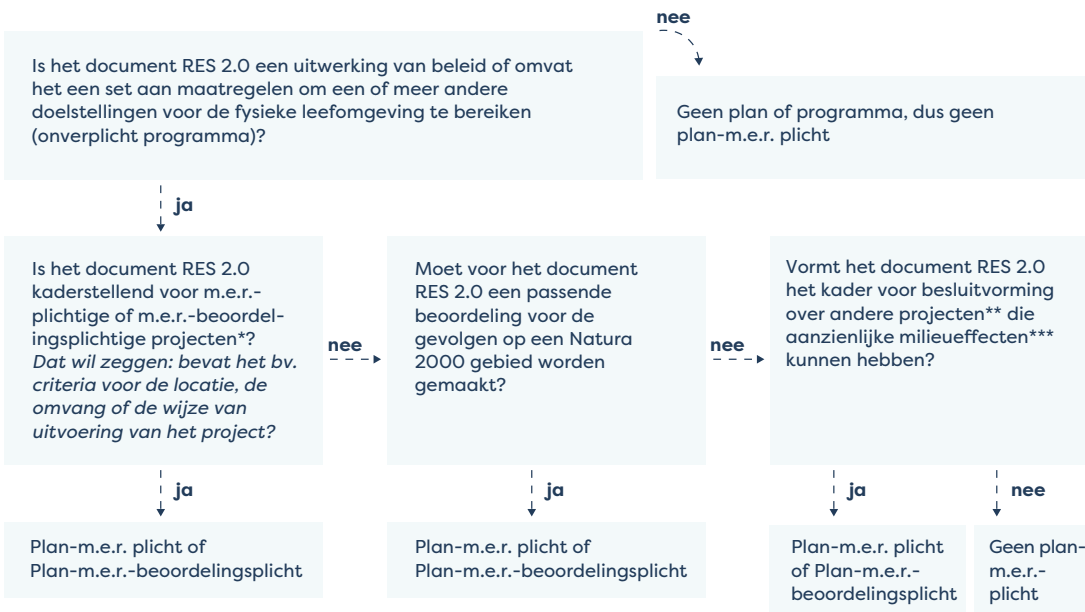 nee
Is het document RES 2.0 een uitwerking van beleid of omvat
het een set aan maatregelen om een of meer andere
doelstellingen voor de fysieke leefomgeving te bereiken
(onverplicht programma)?
Geen plan of programma, dus geen
plan-m.e.r. plicht
ja
Is het document RES 2.0
kaderstellend voor m.e.r.-
plichtige of m.e.r.-beoordel-
ingsplichtige projecten*?
Dat wil zeggen: bevat het bv.
criteria voor de locatie, de
omvang of de wijze van
uitvoering van het project?
nee
Moet voor het document
RES 2.0 een passende
beoordeling voor de
gevolgen op een Natura
2000 gebied worden
gemaakt?
nee
Vormt het document RES 2.0
het kader voor besluitvorming
over andere projecten** die
aanzienlijke milieueffecten***
kunnen hebben?
ja
ja
ja
nee
Plan-m.e.r. plicht of
Plan-m.e.r.-beoordelingsplicht
Plan-m.e.r. plicht of
Plan-m.e.r.-beoordelingsplicht
Plan-m.e.r. plicht
of Plan-m.e.r.-
beoordelingsplicht
Geen plan-
m.e.r.-
plicht